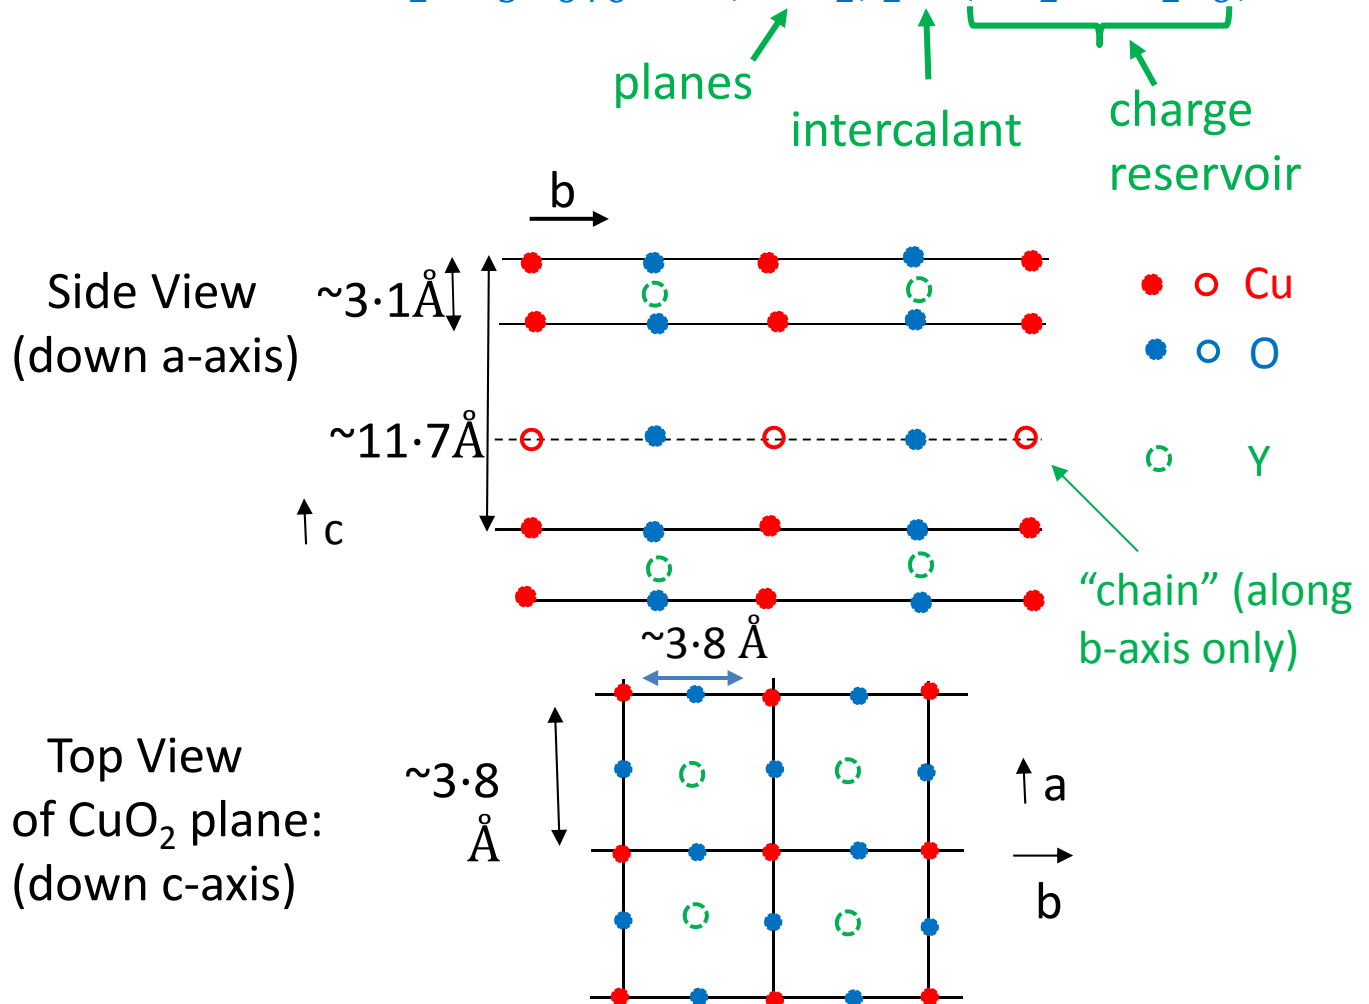 planes
intercalant
charge
reservoir
b
Side View
(down a-axis)
~3·1Å
~11·7Å
c
Cu
O
Y
"chain" (along
b-axis only)
~3·8 Å
Top View
of CuO₂ plane:
(down c-axis)
~3·8
Å
a
b